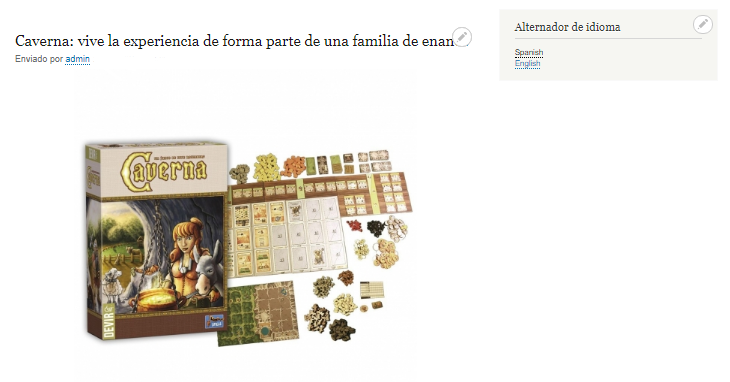 Caverna: vive la experiencia de forma parte de una familia de enan
Enviado por admin
Alternador de idioma
Spanish
English
Caverna
DEVIR